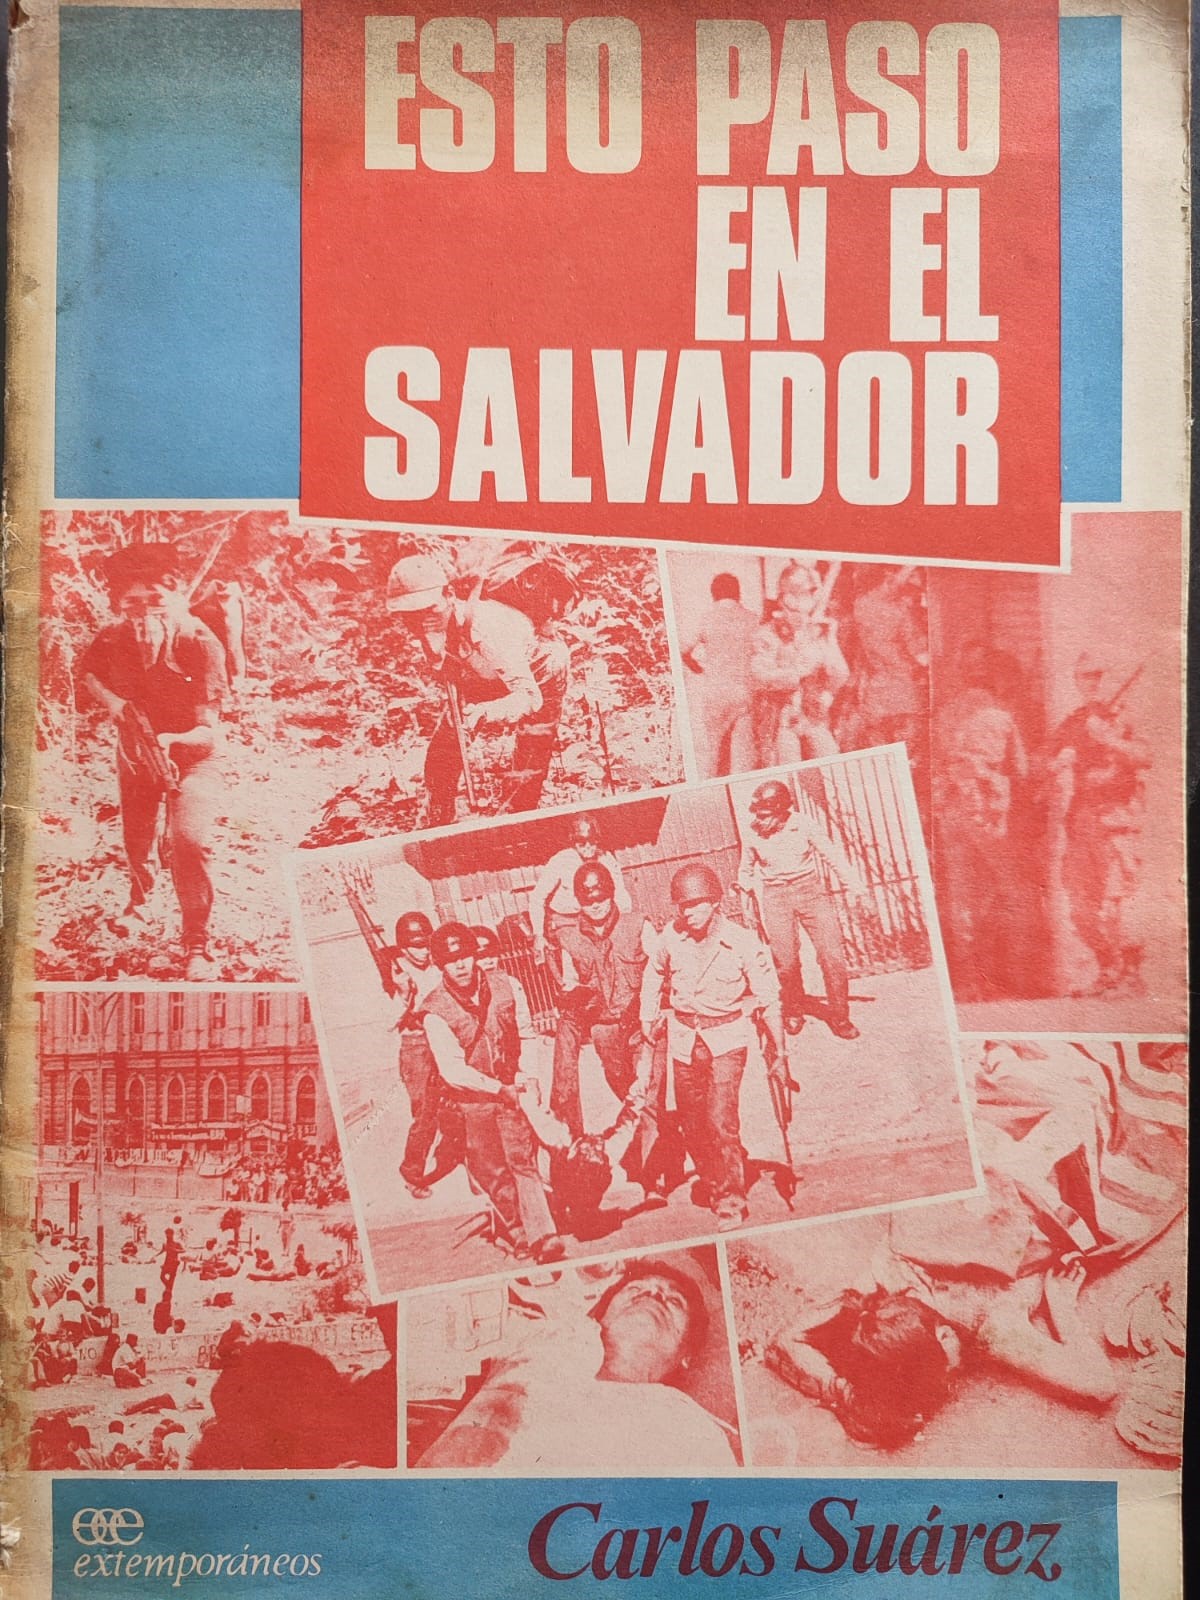 ESTO PASO
EN EL
SALVADOR
extemporáneos
Carlos Suárez